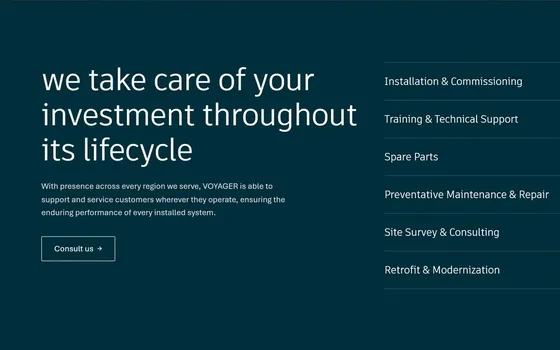 we take care of your
investment throughout
its lifecycle
With presence across every region we serve, VOYAGER is able to
support and service customers wherever they operate, ensuring the
enduring performance of every installed system.
Consult us →
Installation & Commissioning
Training & Technical Support
Spare Parts
Preventative Maintenance & Repair
Site Survey & Consulting
Retrofit & Modernization